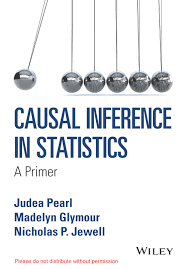 CAUSAL INFERENCE
IN STATISTICS
A Primer
Judea Pearl
Madelyn Glymour
Nicholas P. Jewell
WILEY
Please do not distribute without permission